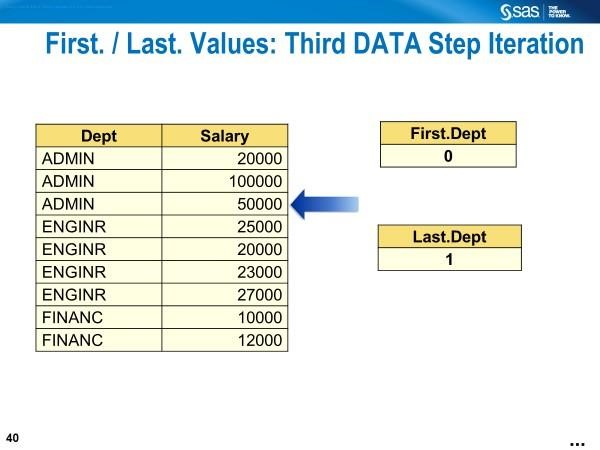 sas THE POWER TO KNOW.
First. / Last. Values: Third DATA Step Iteration
Dept Salary
ADMIN 20000
ADMIN 100000
ADMIN 50000
ENGINR 25000
ENGINR 20000
ENGINR 23000
ENGINR 27000
FINANC 10000
FINANC 12000
First.Dept
0
Last.Dept
1
40
...